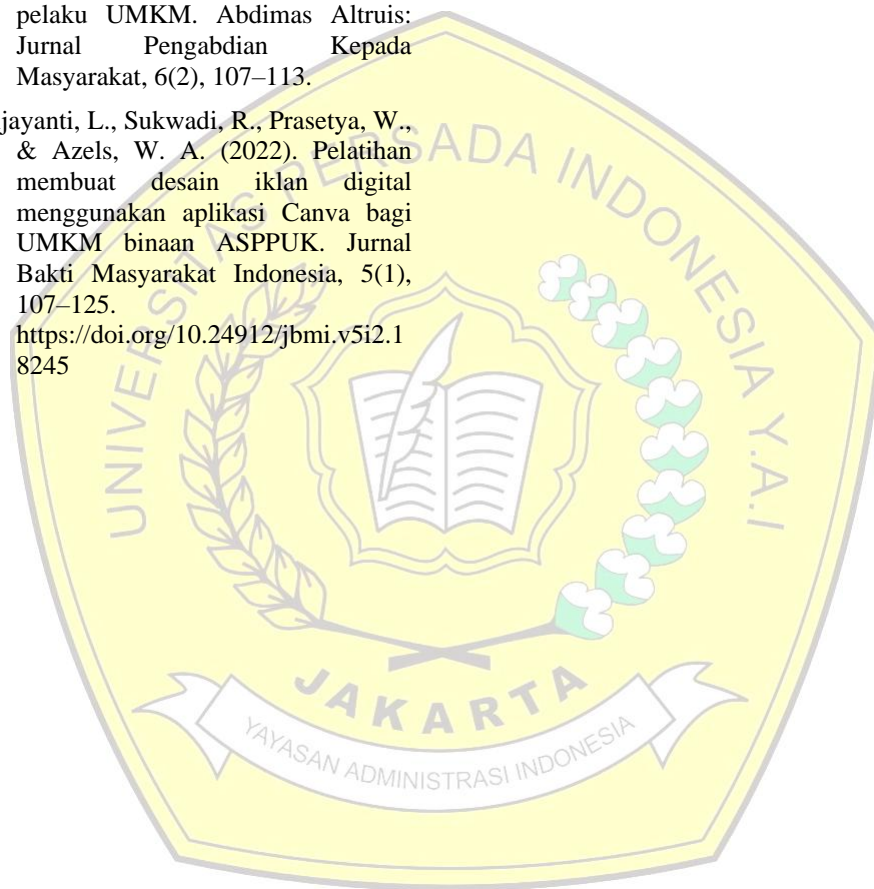 pelaku UMKM. Abdimas Altruis:
Jurnal Pengabdian Kepada
Masyarakat, 6(2), 107–113.
jayanti, L., Sukwadi, R., Prasetya, W.,
& Azels, W. A. (2022). Pelatihan
membuat desain iklan digital
menggunakan aplikasi Canva bagi
UMKM binaan ASPPUK. Jurnal
Bakti Masyarakat Indonesia, 5(1),
107–125.
https://doi.org/10.24912/jbmi.v5i2.1
8245
UNIVERSITAS PERSADA INDONESIA Y.A.I
JAKARTA
YAYASAN ADMINISTRASI INDONESIA